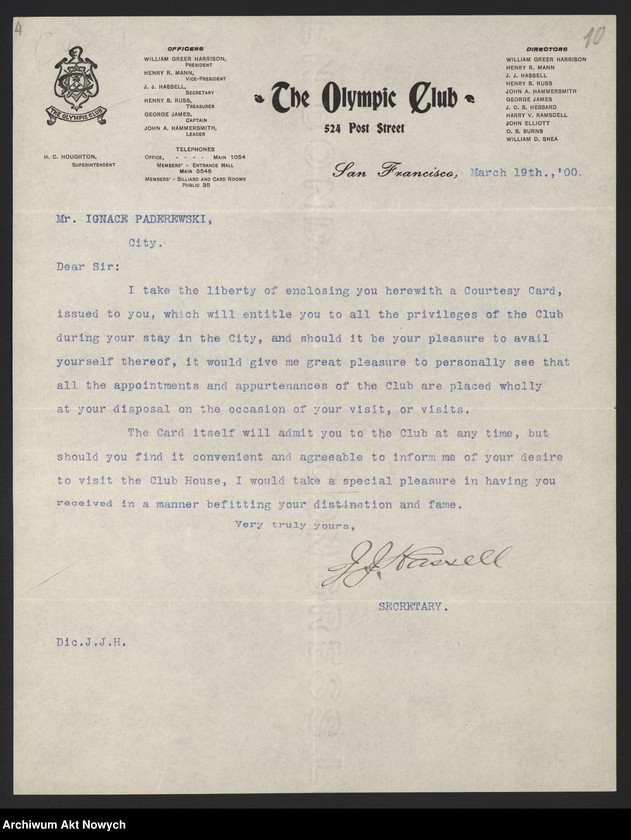 4
10
THE OLYMPIC CLUB
H. C. HOUGHTON,
SUPERINTENDENT
OFFICERS
WILLIAM GREER HARRISON,
PRESIDENT
HENRY R. MANN,
VICE-PRESIDENT
J. J. HASSELL,
SECRETARY
HENRY B. RUSS,
TREASURER
GEORGE JAMES,
CAPTAIN
JOHN A. HAMMERSMITH,
LEADER
TELEPHONES
OFFICE, - - - - MAIN 1054
MEMBERS' - ENTRANCE HALL
MAIN 5546
MEMBERS' - BILLIARD AND CARD ROOMS
PUBLIC 35
The Olympic Club
524 Post Street
DIRECTORS
WILLIAM GREER HARRISON
HENRY R. MANN
J. J. HASSELL
HENRY B. RUSS
JOHN A. HAMMERSMITH
GEORGE JAMES
J. C. B. HEBBARD
HARRY V. RAMSDELL
JOHN ELLIOTT
O. B. BURNS
WILLIAM D. SHEA
San Francisco, March 19th.,'00.
Mr. IGNACE PADEREWSKI,
City.
Dear Sir:
I take the liberty of enclosing you herewith a Courtesy Card,
issued to you, which will entitle you to all the privileges of the Club
during your stay in the City, and should it be your pleasure to avail
yourself thereof, it would give me great pleasure to personally see that
all the appointments and appurtenances of the Club are placed wholly
at your disposal on the occasion of your visit, or visits.
The Card itself will admit you to the Club at any time, but
should you find it convenient and agreeable to inform me of your desire
to visit the Club House, I would take a special pleasure in having you
received in a manner befitting your distinction and fame.
Very truly yours,
J. J. Hassell
SECRETARY.
Dic.J.J.H.
Archiwum Akt Nowych